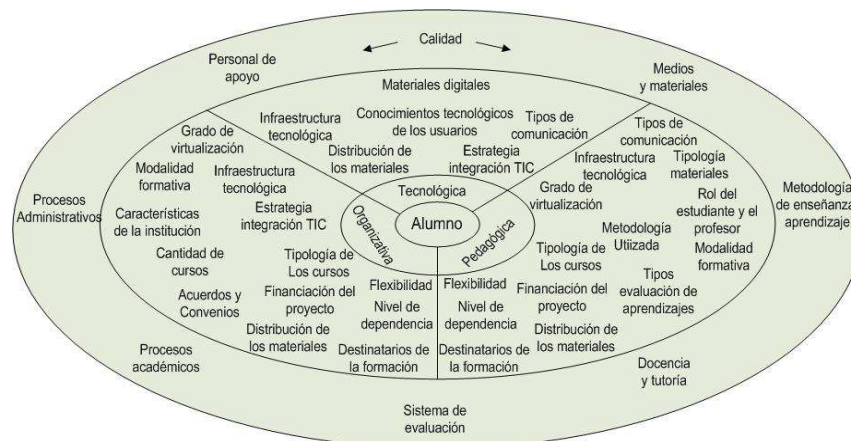 Calidad
Personal de
apoyo
Medios
y materiales
Materiales digitales
Infraestructura
tecnológica
Conocimientos tecnológicos
de los usuarios
Tipos de
comunicación
Distribución de
los materiales
Estrategia
integración TIC
Grado de
virtualización
Modalidad
formativa
Infraestructura
tecnológica
Procesos
Administrativos
Características
de la institución
Estrategia
integración TIC
Cantidad de
cursos
Tipología de
Los cursos
Acuerdos y
Convenios
Financiación del
proyecto
Flexibilidad
Nivel de
dependencia
Distribución de
los materiales
Destinatarios de
la formación
Tecnológica
Organizativa
Alumno
Pedagógica
Tipos de
comunicación
Infraestructura
tecnológica
Tipología
materiales
Grado de
virtualización
Rol del
estudiante y el
profesor
Metodología
Utiizada
Metodología
de enseñanza
aprendizaje
Tipología de
Los cursos
Modalidad
formativa
Flexibilidad
Financiación del
proyecto
Tipos
evaluación de
aprendizajes
Nivel de
dependencia
Distribución de
los materiales
Destinatarios de
la formación
Procesos
académicos
Docencia
y tutoría
Sistema de
evaluación